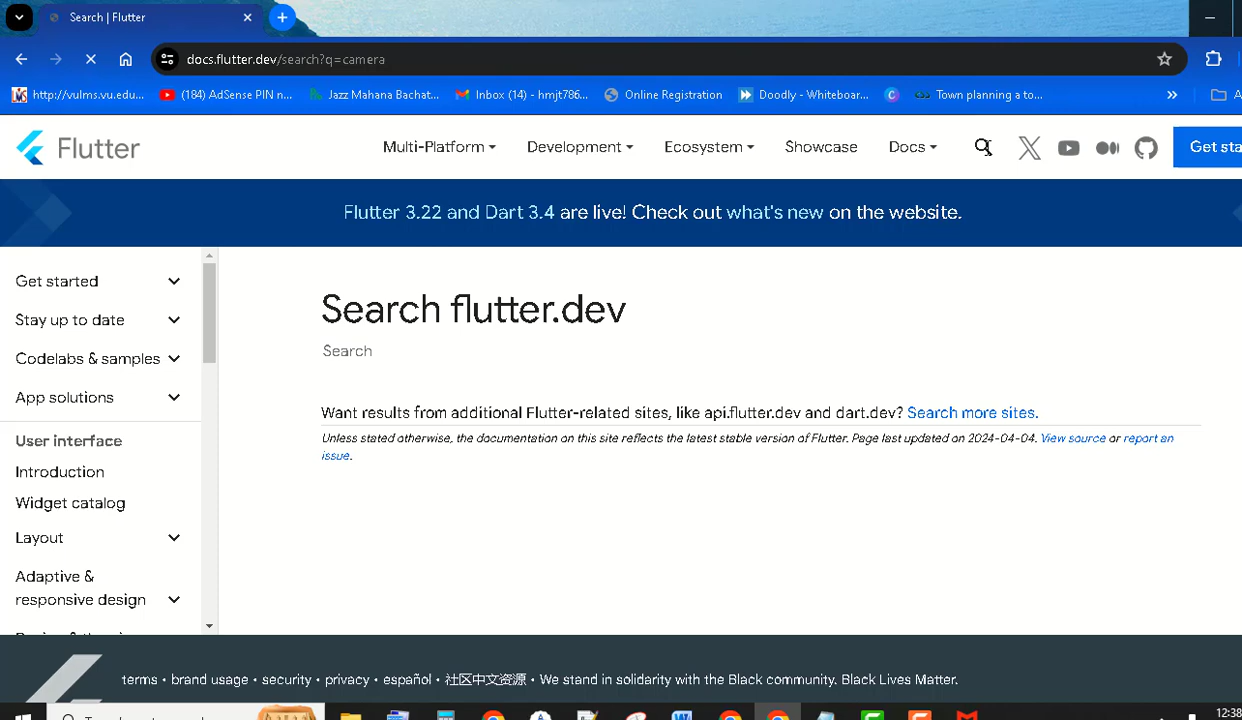 Search | Flutter
docs.flutter.dev/search?q=camera
http://vulms.vu.edu... (184) AdSense PIN n... Jazz Mahana Bachat... Inbox (14) - hmjt786... Online Registration Doodly - Whiteboar... Town planning a to... » A
Flutter Multi-Platform Development Ecosystem Showcase Docs Get sta
Flutter 3.22 and Dart 3.4 are live! Check out what's new on the website.
Get started
Stay up to date
Codelabs & samples
App solutions
User interface
Introduction
Widget catalog
Layout
Adaptive &
responsive design
Search flutter.dev
Search
Want results from additional Flutter-related sites, like api.flutter.dev and dart.dev? Search more sites.
Unless stated otherwise, the documentation on this site reflects the latest stable version of Flutter. Page last updated on 2024-04-04. View source or report an
issue.
terms • brand usage • security • privacy • español • 社区中文资源 • We stand in solidarity with the Black community. Black Lives Matter.
12:38